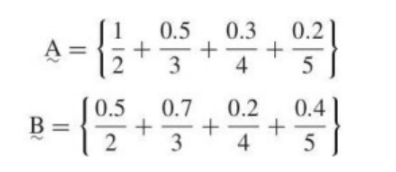 A̰ = { 1/2 + 0.5/3 + 0.3/4 + 0.2/5 }
B̰ = { 0.5/2 + 0.7/3 + 0.2/4 + 0.4/5 }